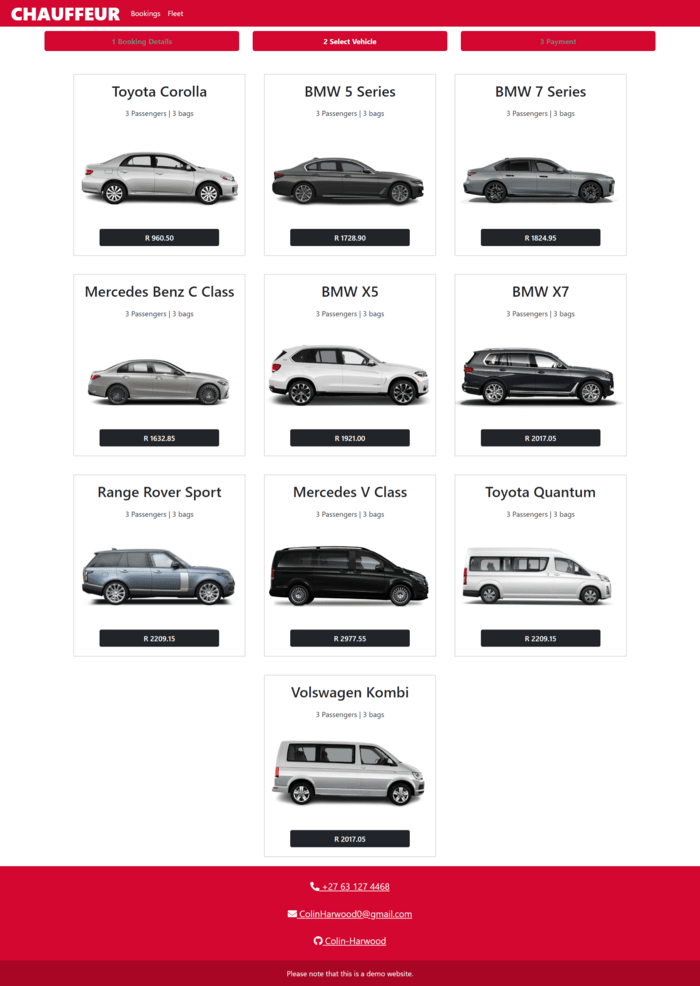 CHAUFFEUR Bookings Fleet
1 Booking Details 2 Select Vehicle 3 Payment
Toyota Corolla
3 Passengers | 3 bags
R 960.50
BMW 5 Series
3 Passengers | 3 bags
R 1728.90
BMW 7 Series
3 Passengers | 3 bags
R 1824.95
Mercedes Benz C Class
3 Passengers | 3 bags
R 1632.85
BMW X5
3 Passengers | 3 bags
R 1921.00
BMW X7
3 Passengers | 3 bags
R 2017.05
Range Rover Sport
3 Passengers | 3 bags
R 2209.15
Mercedes V Class
3 Passengers | 3 bags
R 2977.55
Toyota Quantum
3 Passengers | 3 bags
R 2209.15
Volswagen Kombi
3 Passengers | 3 bags
R 2017.05
+27 63 127 4468
ColinHarwood0@gmail.com
Colin-Harwood
Please note that this is a demo website.